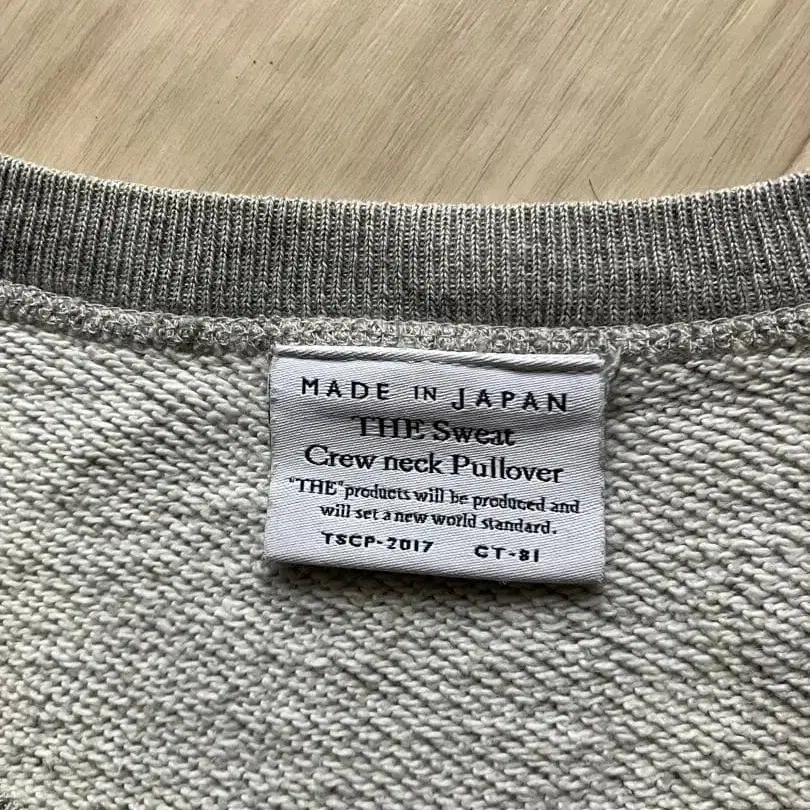 MADE IN JAPAN
THE Sweat
Crew neck Pullover
"THE"products will be produced and
will set a new world standard.
TSCP-2017 CT-81